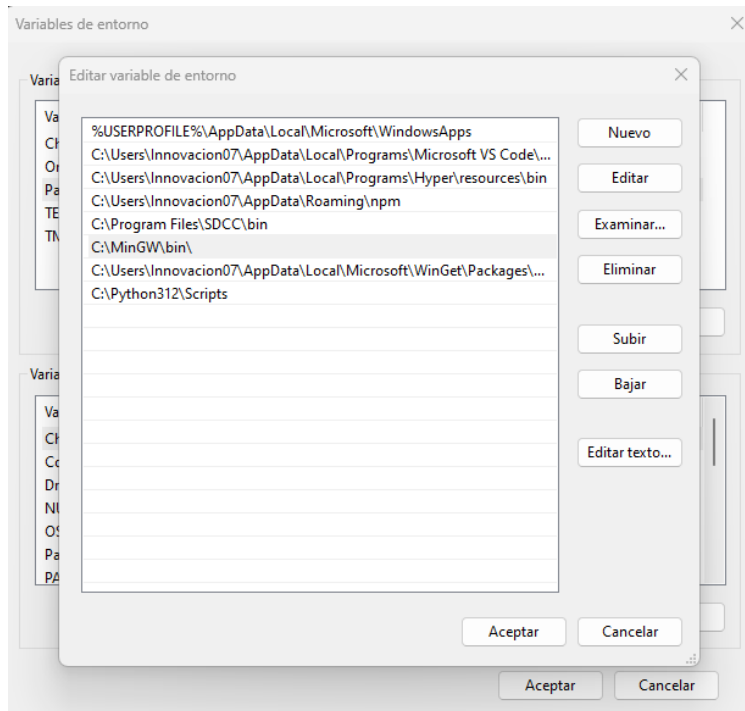 Variables de entorno
Editar variable de entorno
%USERPROFILE%\AppData\Local\Microsoft\WindowsApps
C:\Users\Innovacion07\AppData\Local\Programs\Microsoft VS Code\...
C:\Users\Innovacion07\AppData\Local\Programs\Hyper\resources\bin
C:\Users\Innovacion07\AppData\Roaming\npm
C:\Program Files\SDCC\bin
C:\MinGW\bin\
C:\Users\Innovacion07\AppData\Local\Microsoft\WinGet\Packages\...
C:\Python312\Scripts
Nuevo
Editar
Examinar...
Eliminar
Subir
Bajar
Editar texto...
Aceptar Cancelar
Aceptar Cancelar